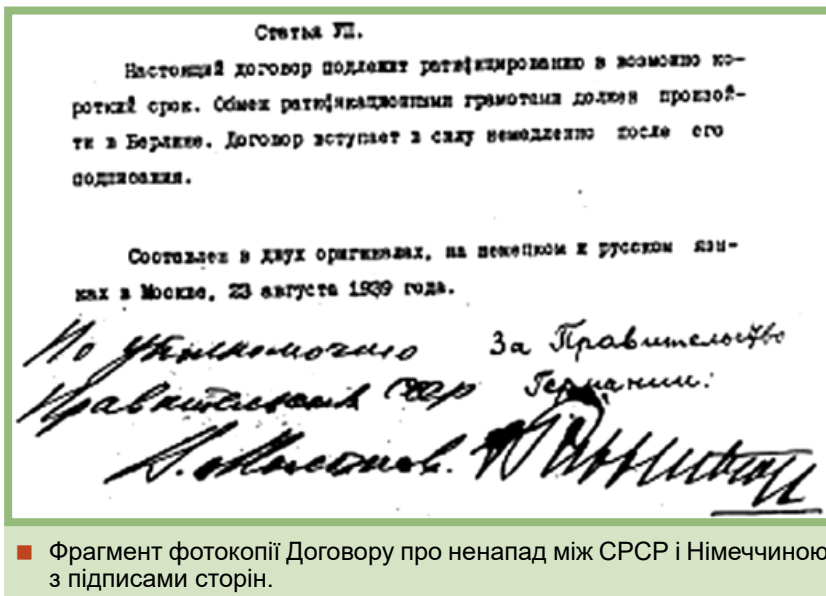 Статья УП.
Настоящий договор подлежит ратифицированию в возможно ко-
роткий срок. Обмен ратификационными грамотами должен произой-
ти в Берлине. Договор вступает в силу немедленно после его
подписания.
Составлен в двух оригиналах, на немецком и русском язы-
ках в Москве, 23 августа 1939 года.
По уполномочию
Правительства СССР
За Правительство
Германии:
В. Молотов.
■ Фрагмент фотокопії Договору про ненапад між СРСР і Німеччиною
з підписами сторін.